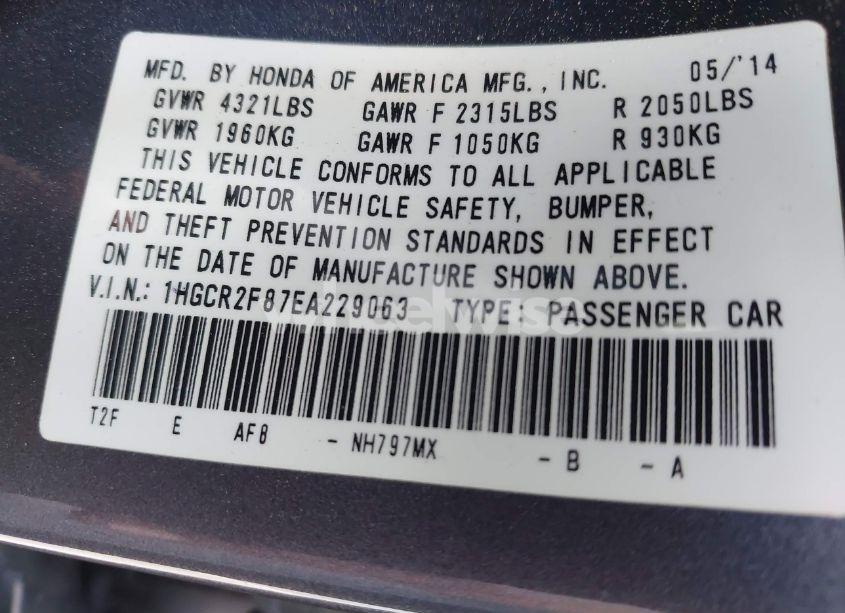 MFD. BY HONDA OF AMERICA MFG., INC. 05/'14
GVWR 4321LBS GAWR F 2315LBS R 2050LBS
GVWR 1960KG GAWR F 1050KG R 930KG
THIS VEHICLE CONFORMS TO ALL APPLICABLE
FEDERAL MOTOR VEHICLE SAFETY, BUMPER,
AND THEFT PREVENTION STANDARDS IN EFFECT
ON THE DATE OF MANUFACTURE SHOWN ABOVE.
V.I.N.: 1HGCR2F87EA229063 TYPE: PASSENGER CAR
wheelwise
T2F E AF8 - NH797MX - B - A